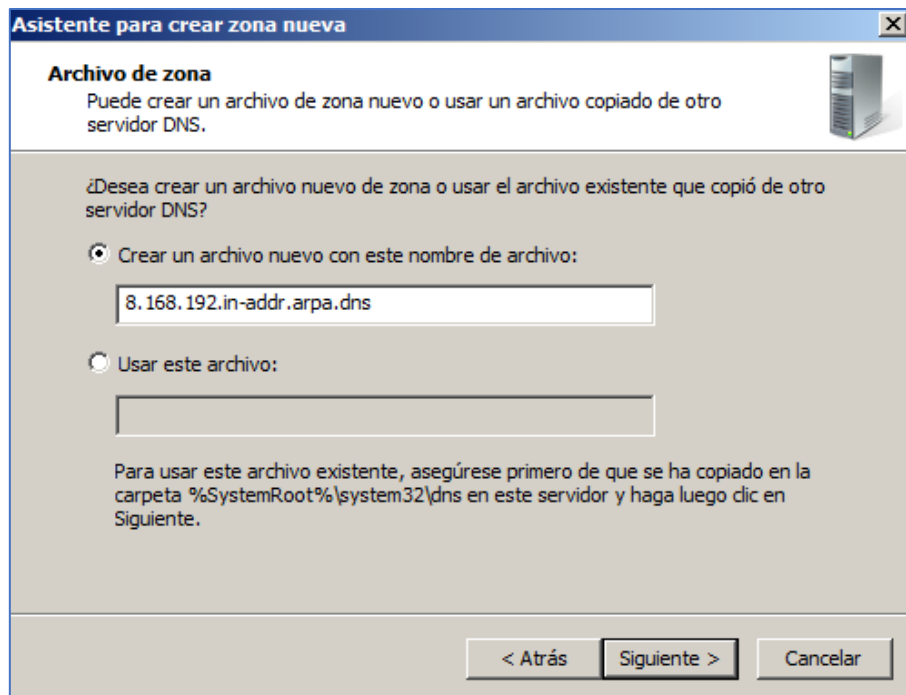 Asistente para crear zona nueva
Archivo de zona
Puede crear un archivo de zona nuevo o usar un archivo copiado de otro
servidor DNS.
¿Desea crear un archivo nuevo de zona o usar el archivo existente que copió de otro
servidor DNS?
Crear un archivo nuevo con este nombre de archivo:
8.168.192.in-addr.arpa.dns
Usar este archivo:
Para usar este archivo existente, asegúrese primero de que se ha copiado en la
carpeta %SystemRoot%\system32\dns en este servidor y haga luego clic en
Siguiente.
< Atrás Siguiente > Cancelar